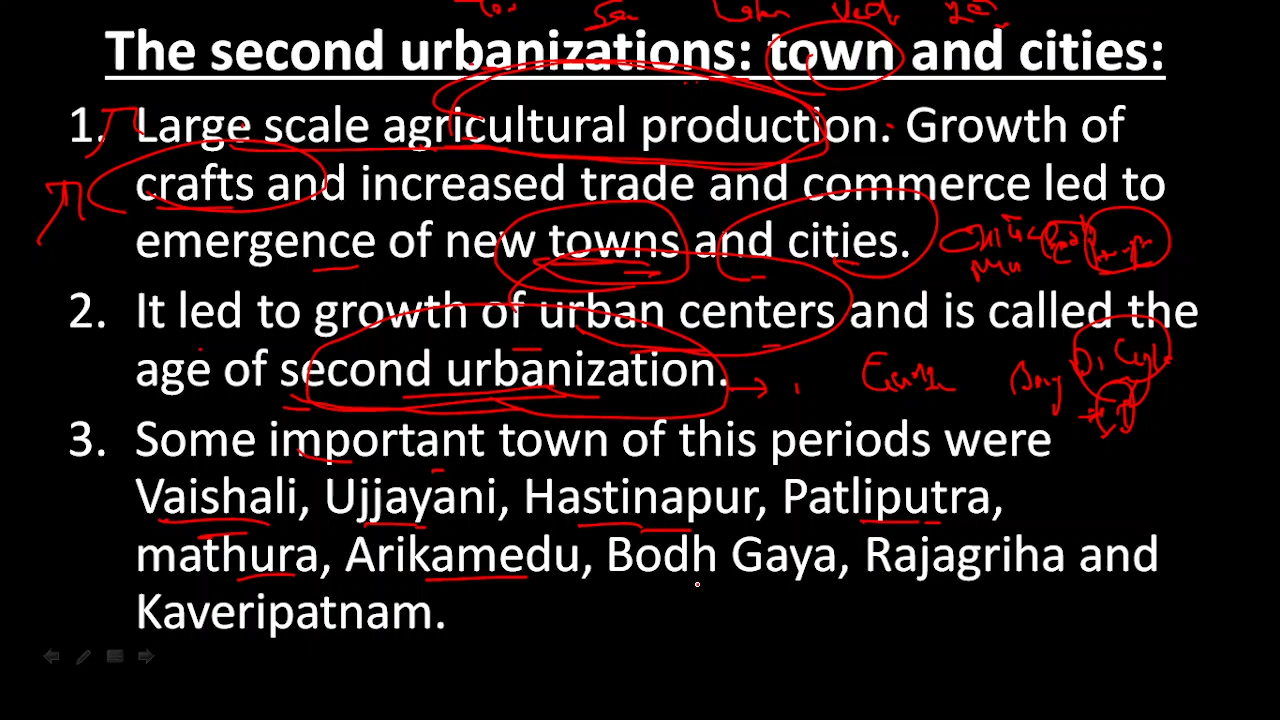 The second urbanizations: town and cities:
1. Large scale agricultural production. Growth of
crafts and increased trade and commerce led to
emergence of new towns and cities.
2. It led to growth of urban centers and is called the
age of second urbanization.
3. Some important town of this periods were
Vaishali, Ujjayani, Hastinapur, Patliputra,
mathura, Arikamedu, Bodh Gaya, Rajagriha and
Kaveripatnam.